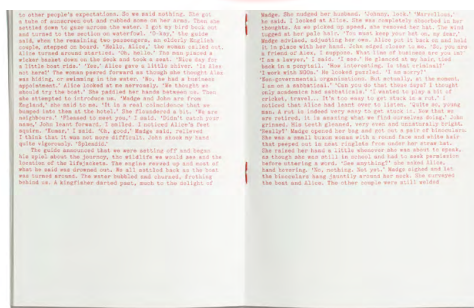 to other people's expectations. So we said nothing. She got
a tube of sunscreen out and rubbed some on her arms. Then she
settled down to gaze across the water. I got my bird book out
and turned to the section on waterfowl. 'O-key,' the guide
said, when the remaining two passengers, an elderly English
couple, stepped on board. 'Hello, Alice,' the woman called out.
Alice turned around startled. 'Oh, hello.' The man placed a
wicker basket down on the deck and took a seat. 'Nice day for
a little boat ride.' 'Yes,' Alice gave a little shiver. 'Is Alec
not here?' The woman peered forward as though she thought Alec
was hiding, or swimming in the water. 'No, he had a business
appointment.' Alice looked at me nervously, 'We thought we
should try the boat.' She paddled her hands between us. Then
she attempted to introduce us. 'Madge and John are from
England,' she said to me. 'It is a real coincidence that we
bumped into them at the hotel.' She floundered on, 'We are
neighbours.' 'Pleased to meet you,' I said. 'Didn't catch your
name,' John leant forward. I smiled. I noticed Alice's feet
squirm. 'Esmae,' I said. 'Oh, good,' Madge said, relieved
I think that it was not more difficult. John shook my hand
quite vigorously. 'Splendid.'
The guide announced that we were setting off and began
his spiel about the journey, the wildlife we would see and the
location of the lifejackets. The engine revved up and most of
what he said was drowned out. We all settled back as the boat
was turned around. The water bubbled and churned, frothing
behind us. A kingfisher darted past, much to the delight of
Madge. She nudged her husband. 'Johnny, look.' 'Marvellous,'
he said. I looked at Alice. She was completely absorbed in her
thoughts. As we picked up speed, she removed her hat. The wind
tugged at her pale hair. 'You must keep your hat on, my dear,'
Madge advised, adjusting her own. Alice put it back on and held
it in place with her hand. John edged closer to me. 'So, you are
a friend of Alec, I suppose. What line of business are you in?'
'I'm a lawyer,' I said. 'I see.' He glanced at my hair, tied
back in a ponytail. 'How interesting. Is that criminal?'
'I work with NGOs.' He looked puzzled. 'I am sorry?'
'Non-governmental organisations. But actually, at the moment,
I am on a sabbatical.' 'Can you do that these days? I thought
only academics had sabbaticals.' 'I wanted to see a bit of
cricket, travel... It's too easy to get stuck in a rut.' I
noticed that Alice had leant over to listen. 'Quite so, young
man. A rut is indeed very easy to get stuck in. Now that we
are retired, it is amazing what we find ourselves doing.' John
grinned. His teeth gleamed, very even and unnaturally bright.
'Really?' Madge opened her bag and got out a pair of binoculars.
She was a small human woman with a round face and white hair
that peeped out in neat ringlets from under her straw hat.
She raised her hand a little whenever she was about to speak,
as though she was still in school and had to seek permission
before uttering a word. 'See anything?' she asked Alice,
hand hovering. 'No, nothing. Not yet.' Madge sighed and let
the binoculars hang jauntily around her neck. She surveyed
the boat and Alice. The other couple were still welded